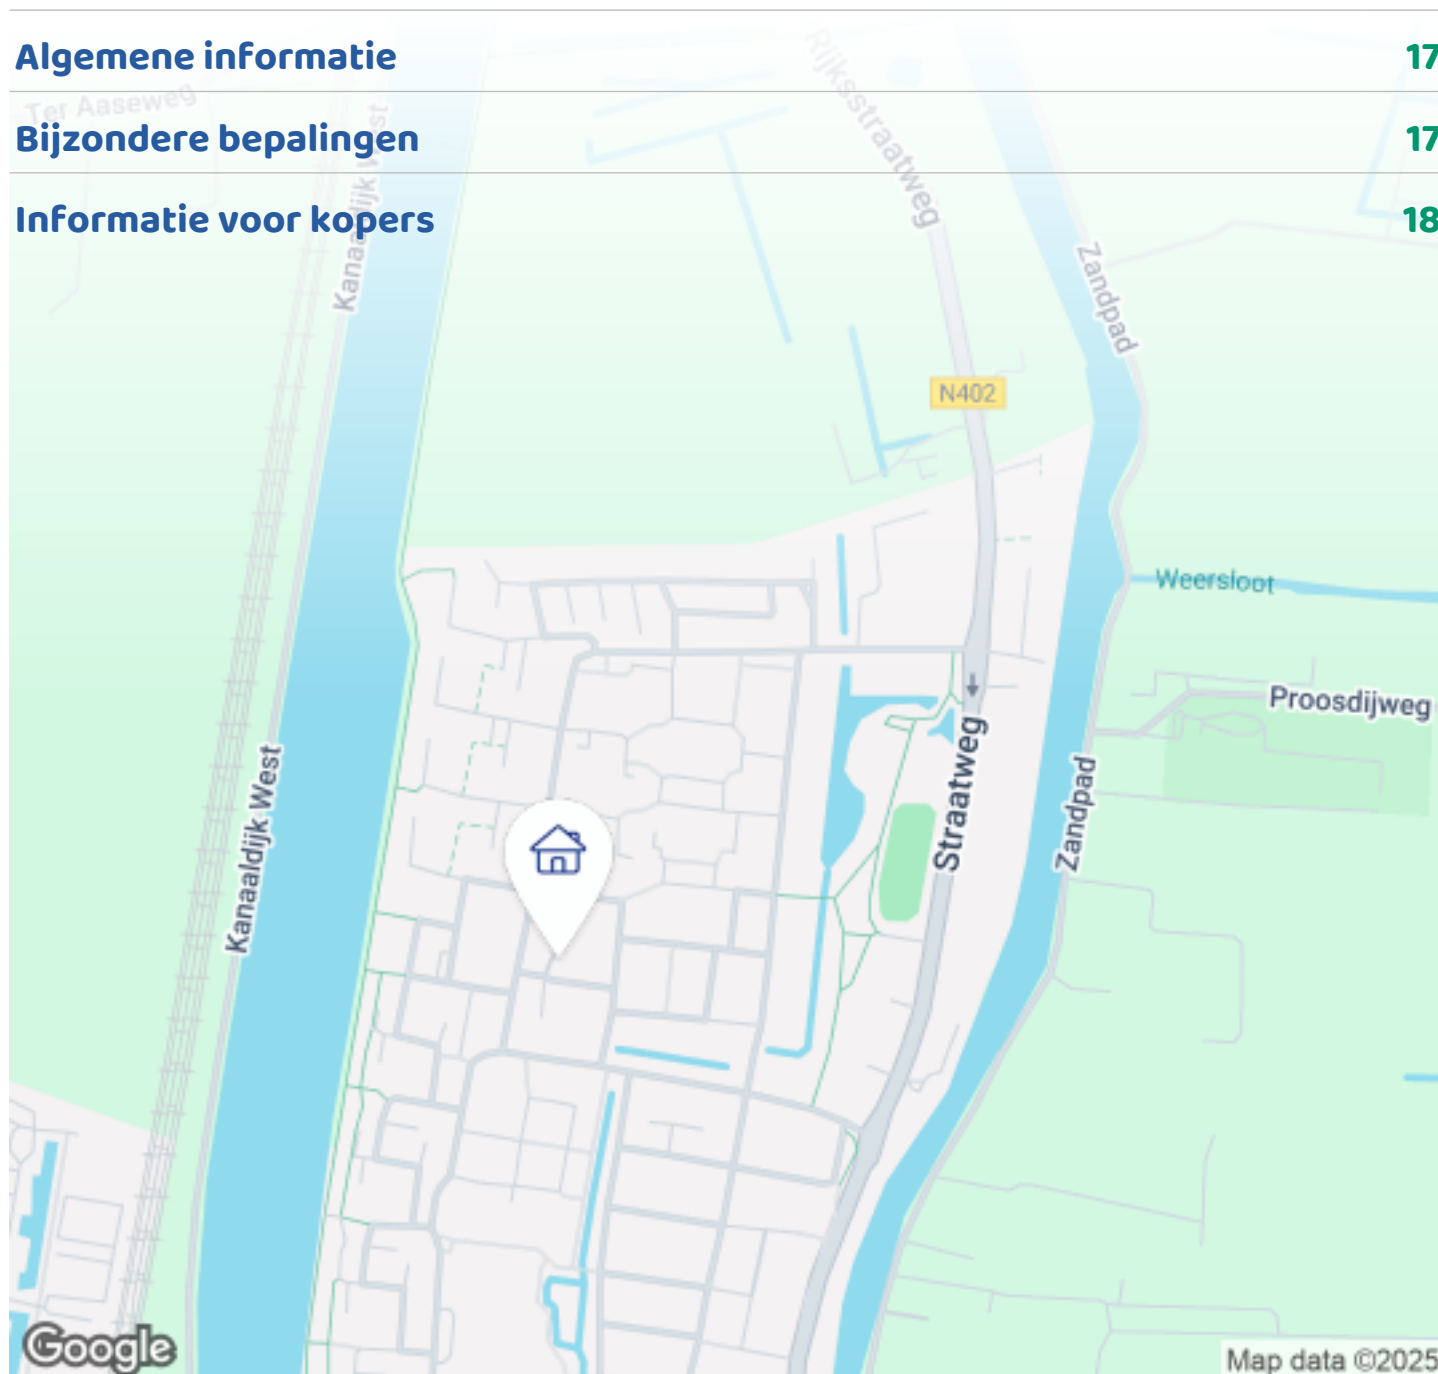 Algemene informatie 17
Ter Aaseweg
Bijzondere bepalingen 17
Rijksstraatweg
Kanaaldijk West
Informatie voor kopers 18
Zandpad
N402
Weersloot
Proosdijweg
Straatweg
Zandpad
Kanaaldijk West
Google
Map data ©2025